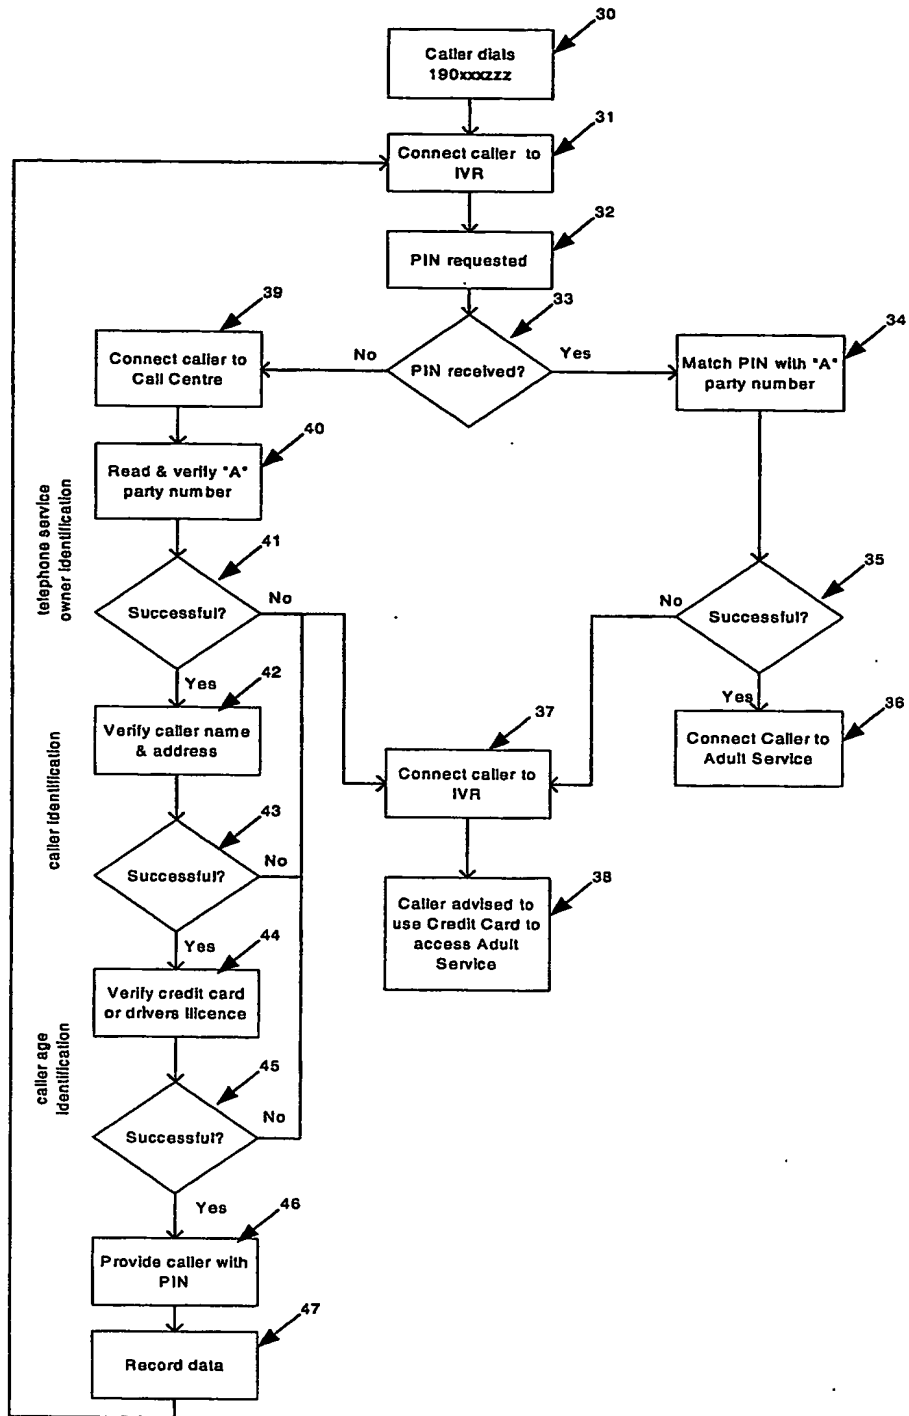 30
Caller dials
190xxxzzz
31
Connect caller to
IVR
32
PIN requested
33
PIN received?
No
Yes
34
Match PIN with "A"
party number
39
Connect caller to
Call Centre
40
Read & verify "A"
party number
telephone service
owner identification
41
Successful?
No
Yes
35
Successful?
No
Yes
36
Connect Caller to
Adult Service
42
Verify caller name
& address
caller identification
37
Connect caller to
IVR
43
Successful?
No
Yes
38
Caller advised to
use Credit Card to
access Adult
Service
44
Verify credit card
or drivers lilcence
caller age
identification
45
Successful?
No
Yes
46
Provide caller with
PIN
47
Record data